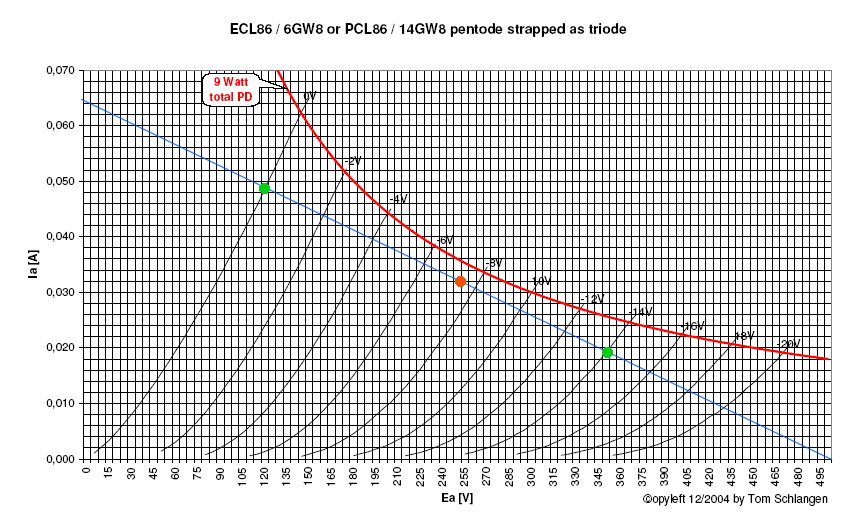 ECL86 / 6GW8 or PCL86 / 14GW8 pentode strapped as triode
0,070
0,060
0,050
0,040
0,030
0,020
0,010
0,000
Ia [A]
9 Watt
total PD
0V
-2V
-4V
-6V
-8V
-10V
-12V
-14V
-16V
-18V
-20V
0 15 30 45 60 75 90 105 120 135 150 165 180 195 210 225 240 255 270 285 300 315 330 345 360 375 390 405 420 435 450 465 480 495
Ea [V]
©opyleft 12/2004 by Tom Schlangen